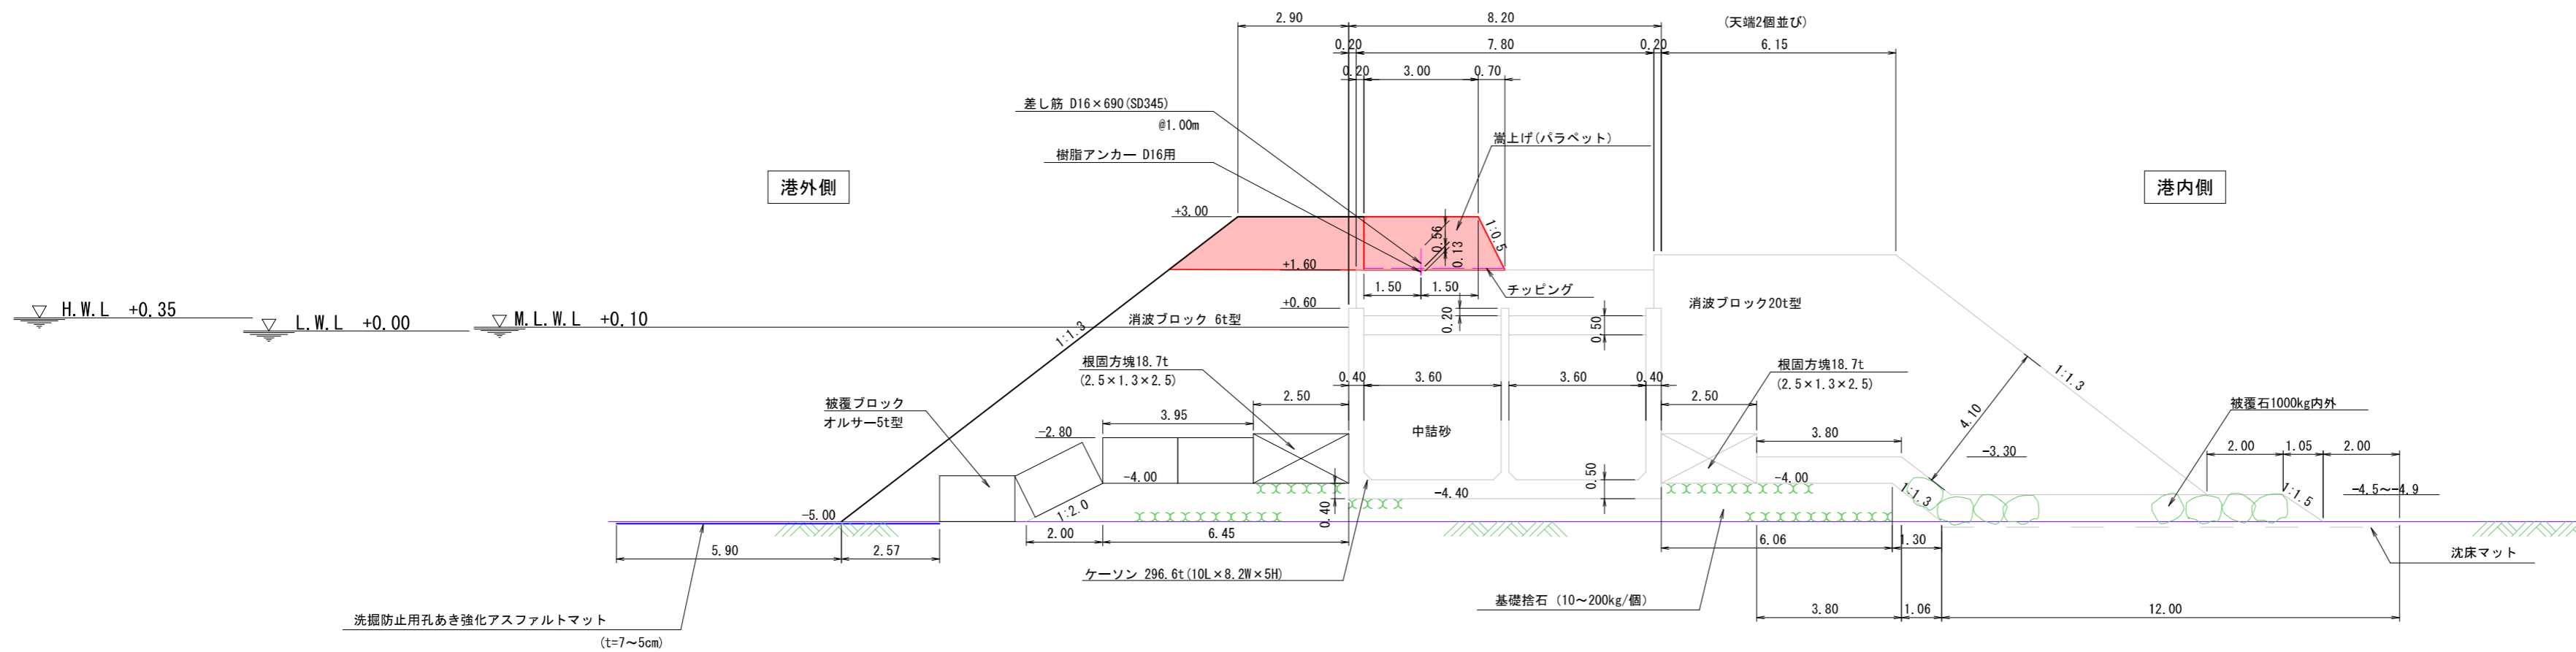 2.90
8.20
(天端2個並び)
0.20
7.80
0.20
6.15
0.20
3.00
0.70
差し筋 D16×690(SD345)
@1.00m
嵩上げ(パラペット)
樹脂アンカー D16用
港外側
港内側
+3.00
1:0.5
0.56
0.13
+1.60
1.50
1.50
チッピング
H.W.L +0.35
L.W.L +0.00
M.L.W.L +0.10
+0.60
消波ブロック 6t型
消波ブロック20t型
0.20
0.50
1:1.3
根固方塊18.7t
(2.5×1.3×2.5)
0.40
3.60
3.60
0.40
根固方塊18.7t
(2.5×1.3×2.5)
1:1.3
4.10
被覆ブロック
オルサー5t型
2.50
2.50
被覆石1000kg内外
3.95
-2.80
中詰砂
3.80
-3.30
2.00
1.05
2.00
-4.00
0.50
-4.00
-4.40
0.40
1:1.3
1:1.5
-4.5～-4.9
-5.00
1:2.0
5.90
2.57
2.00
6.45
6.06
1.30
沈床マット
ケーソン 296.6t(10L×8.2W×5H)
基礎捨石 (10～200kg/個)
3.80
1.06
12.00
洗掘防止用孔あき強化アスファルトマット
(t=7～5cm)